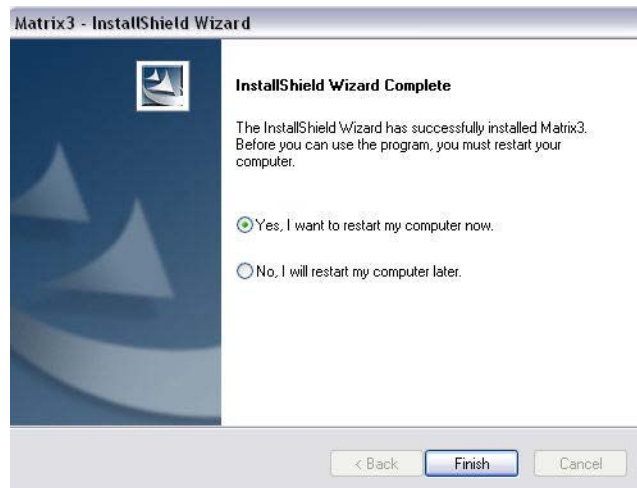 Matrix3 - InstallShield Wizard
InstallShield Wizard Complete
The InstallShield Wizard has successfully installed Matrix3.
Before you can use the program, you must restart your
computer.
Yes, I want to restart my computer now.
No, I will restart my computer later.
< Back Finish Cancel